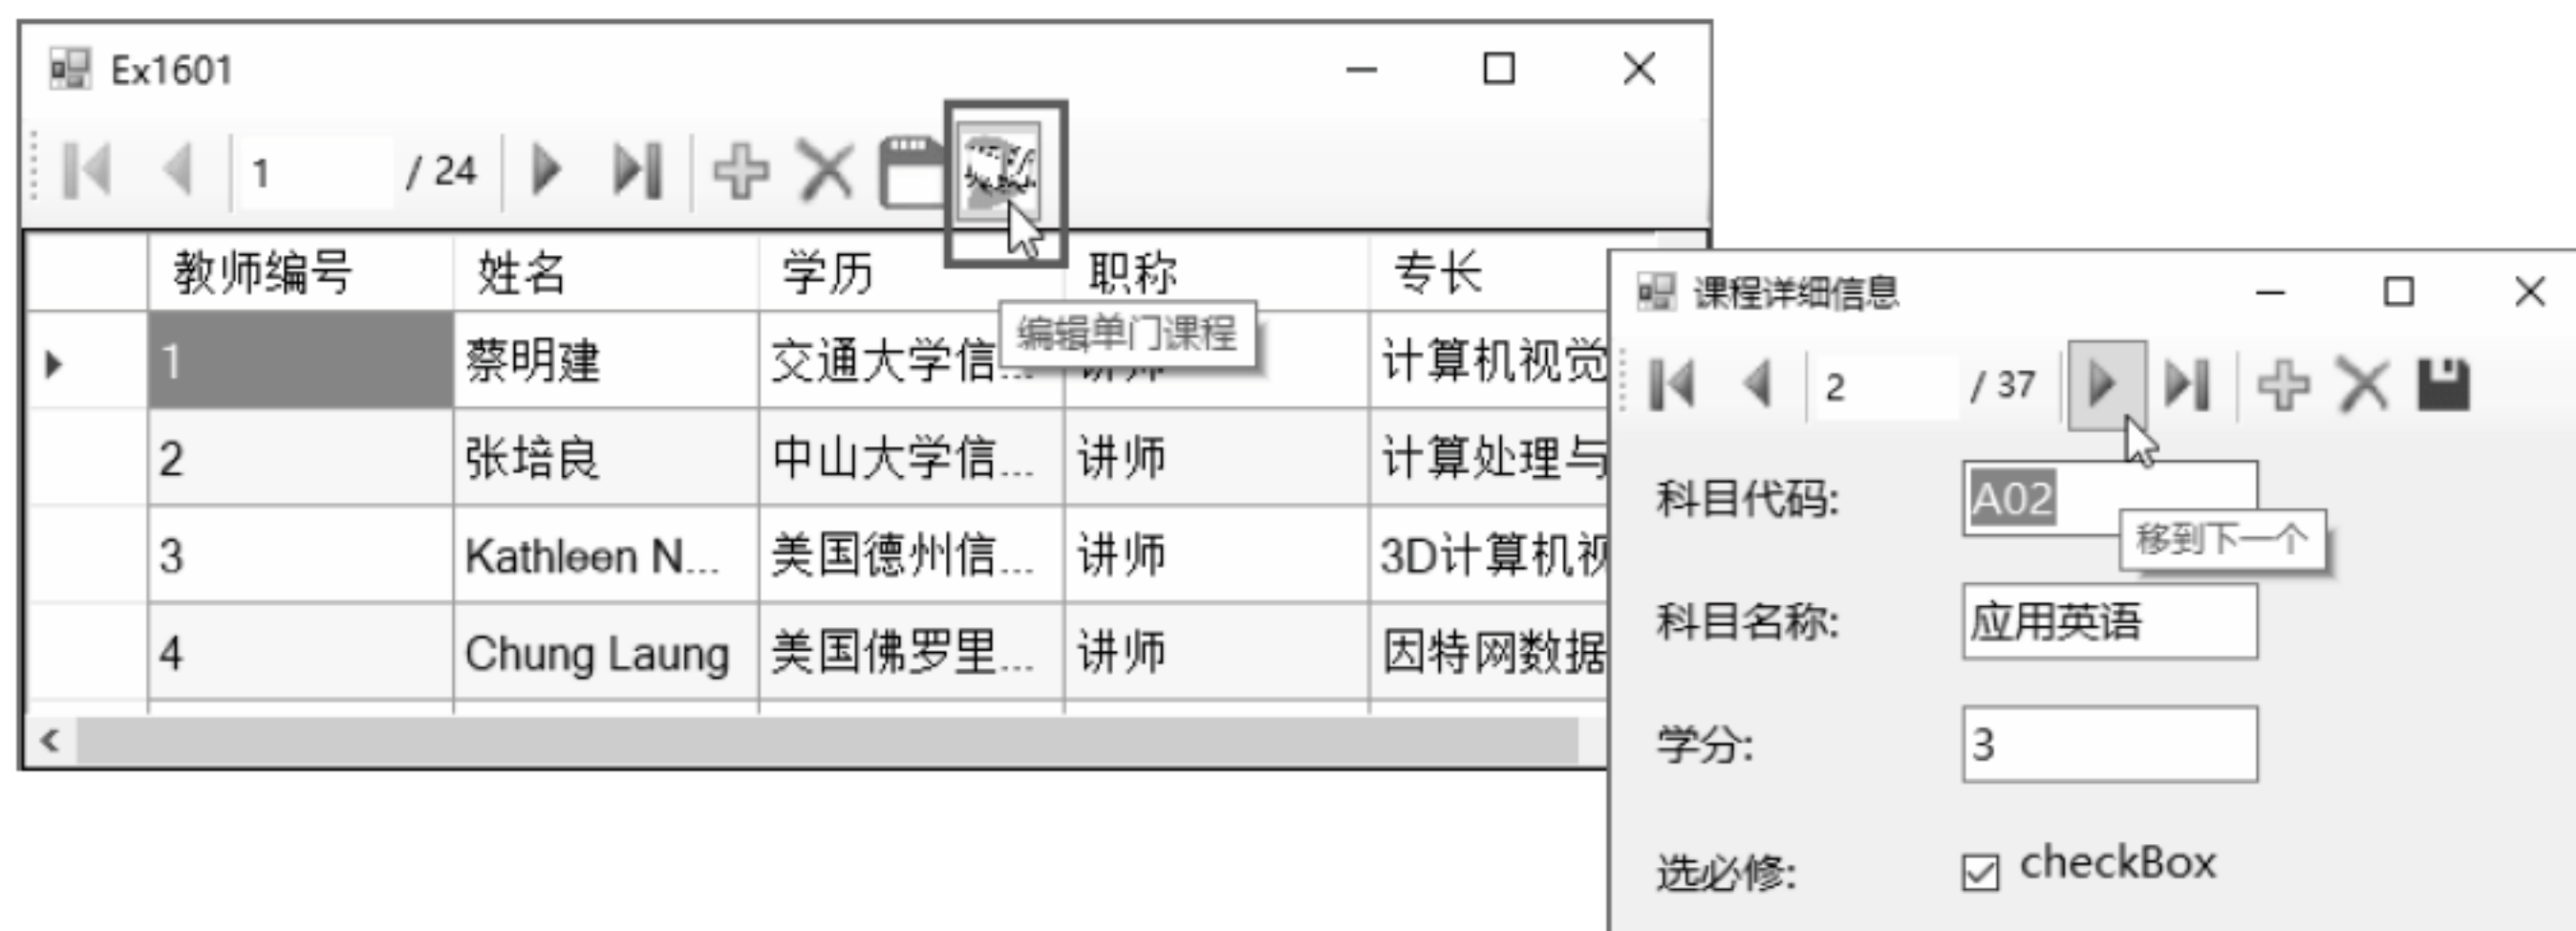 Ex1601
1 / 24
教师编号 姓名 学历 职称 专长
编辑单门课程
1 蔡明建 交通大学信... 讲师 计算机视觉
2 张培良 中山大学信... 讲师 计算处理与
3 Kathleen N... 美国德州信... 讲师 3D计算机视
4 Chung Laung 美国佛罗里... 讲师 因特网数据
课程详细信息
2 / 37
科目代码: A02
移到下一个
科目名称: 应用英语
学分: 3
选必修: checkBox